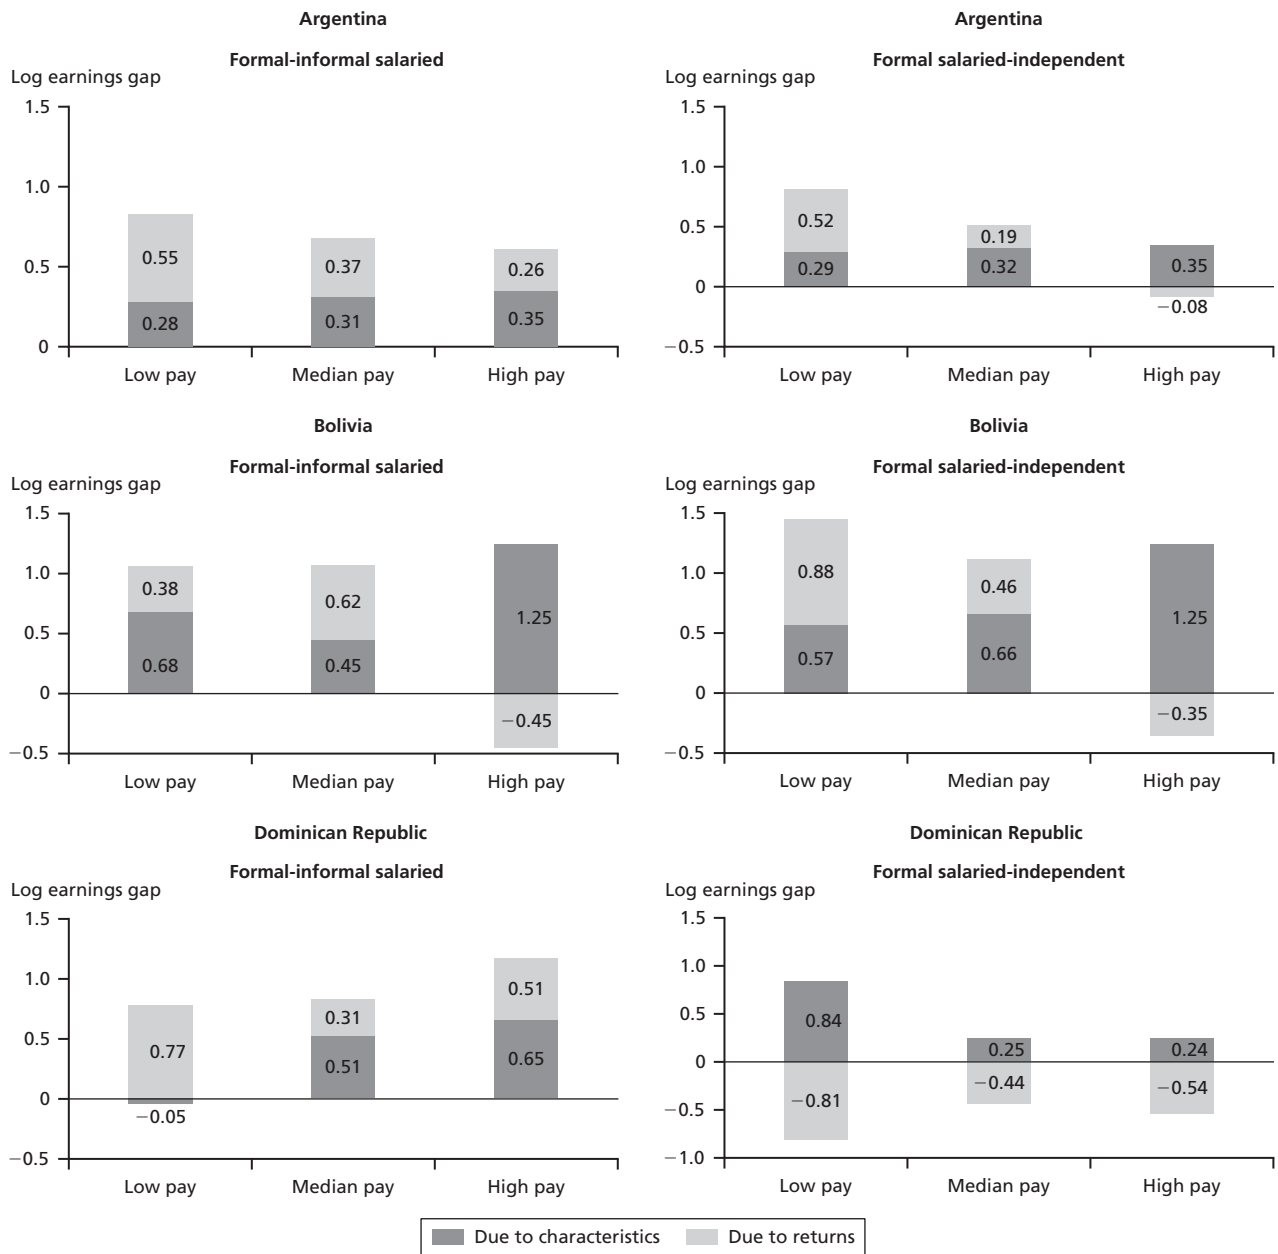 Argentina
Formal-informal salaried
Log earnings gap
1.5
1.0
0.5
0
0.55
0.28
0.37
0.31
0.26
0.35
Low pay Median pay High pay
Argentina
Formal salaried-independent
Log earnings gap
1.5
1.0
0.5
0
−0.5
0.52
0.29
0.19
0.32
0.35
−0.08
Low pay Median pay High pay
Bolivia
Formal-informal salaried
Log earnings gap
1.5
1.0
0.5
0
−0.5
0.38
0.68
0.62
0.45
1.25
−0.45
Low pay Median pay High pay
Bolivia
Formal salaried-independent
Log earnings gap
1.5
1.0
0.5
0
−0.5
0.88
0.57
0.46
0.66
1.25
−0.35
Low pay Median pay High pay
Dominican Republic
Formal-informal salaried
Log earnings gap
1.5
1.0
0.5
0
−0.5
0.77
−0.05
0.31
0.51
0.51
0.65
Low pay Median pay High pay
Dominican Republic
Formal salaried-independent
Log earnings gap
1.5
1.0
0.5
0
−0.5
−1.0
0.84
−0.81
0.25
−0.44
0.24
−0.54
Low pay Median pay High pay
Due to characteristics Due to returns